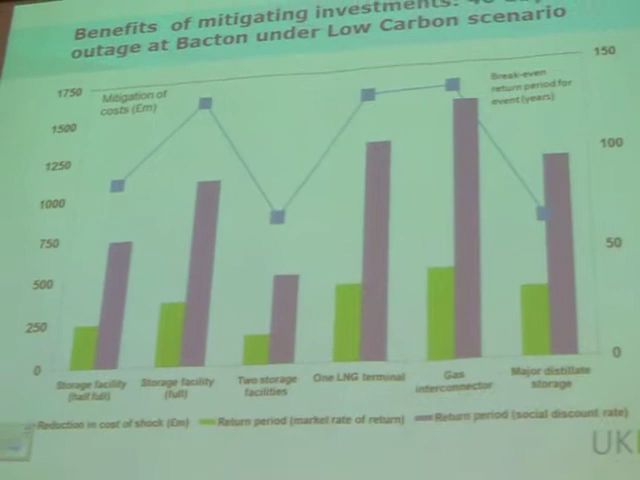 Benefits of mitigating investments: 40
outage at Bacton under Low Carbon scenario
Mitigation of
costs (£m)
Break-even
return period for
event (years)
1750
1500
1250
1000
750
500
250
0
150
100
50
0
Storage facility
(half full)
Storage facility
(full)
Two storage
facilities
One LNG terminal
Gas
interconnector
Major distillate
storage
Reduction in cost of shock (£m) Return period (market rate of return) Return period (social discount rate)
UK